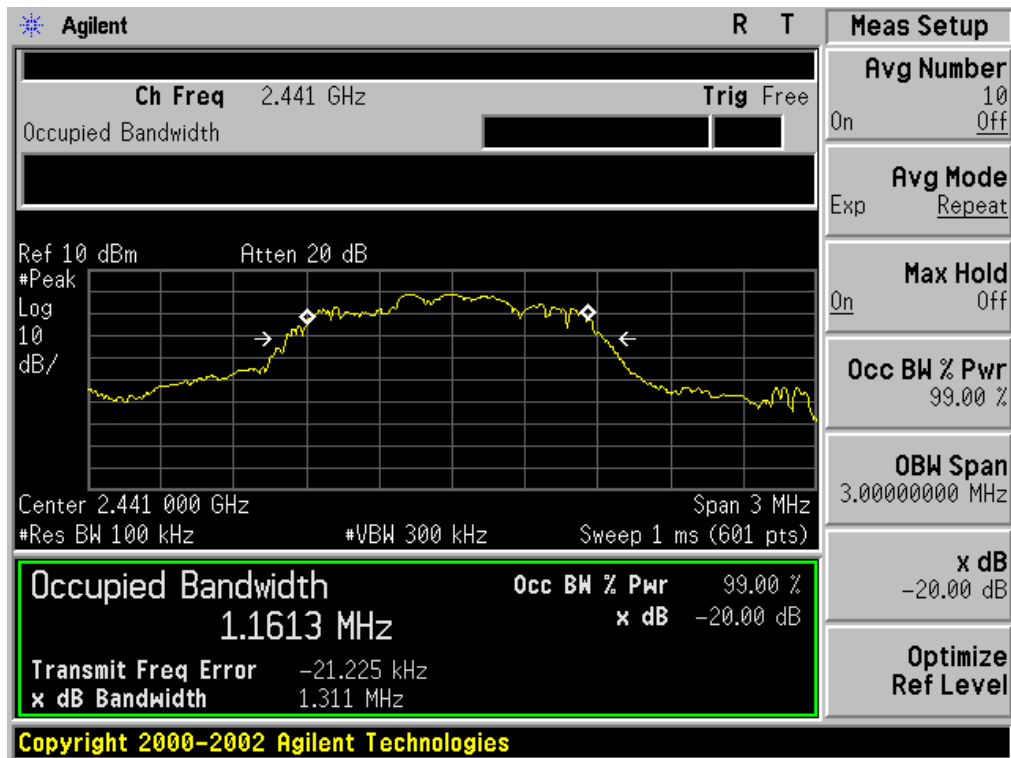 Agilent R T
Meas Setup
Ch Freq 2.441 GHz Trig Free
Occupied Bandwidth
Ref 10 dBm Atten 20 dB
#Peak
Log
10
dB/
Center 2.441 000 GHz Span 3 MHz
#Res BW 100 kHz #VBW 300 kHz Sweep 1 ms (601 pts)
Occupied Bandwidth Occ BW % Pwr 99.00 %
1.1613 MHz x dB -20.00 dB
Transmit Freq Error -21.225 kHz
x dB Bandwidth 1.311 MHz
Copyright 2000-2002 Agilent Technologies
Avg Number
10
On Off
Avg Mode
Exp Repeat
Max Hold
On Off
Occ BW % Pwr
99.00 %
OBW Span
3.00000000 MHz
x dB
-20.00 dB
Optimize
Ref Level